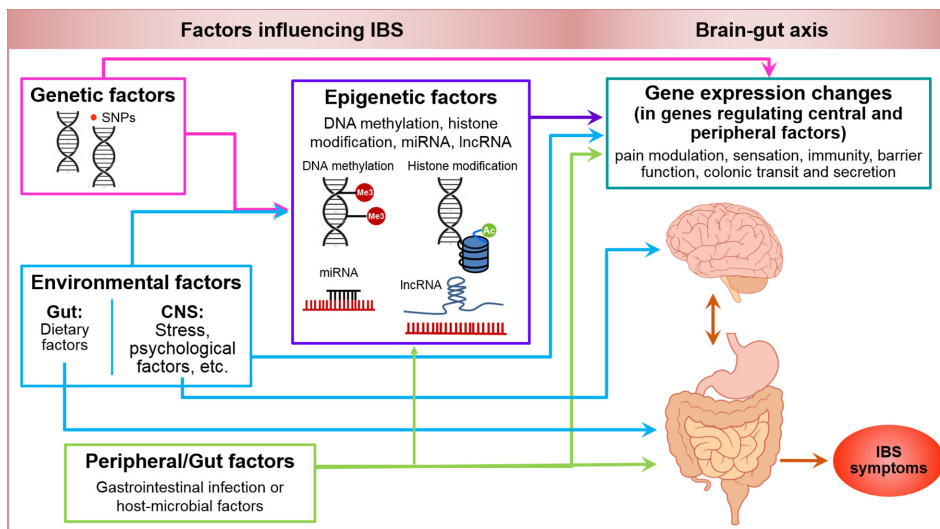 Factors influencing IBS
Brain-gut axis
Genetic factors
SNPs
Epigenetic factors
DNA methylation, histone
modification, miRNA, lncRNA
DNA methylation
Histone modification
Me3
Me3
Ac
miRNA
lncRNA
Gene expression changes
(in genes regulating central and
peripheral factors)
pain modulation, sensation, immunity, barrier
function, colonic transit and secretion
Environmental factors
Gut:
Dietary
factors
CNS:
Stress,
psychological
factors, etc.
Peripheral/Gut factors
Gastrointestinal infection or
host-microbial factors
IBS
symptoms